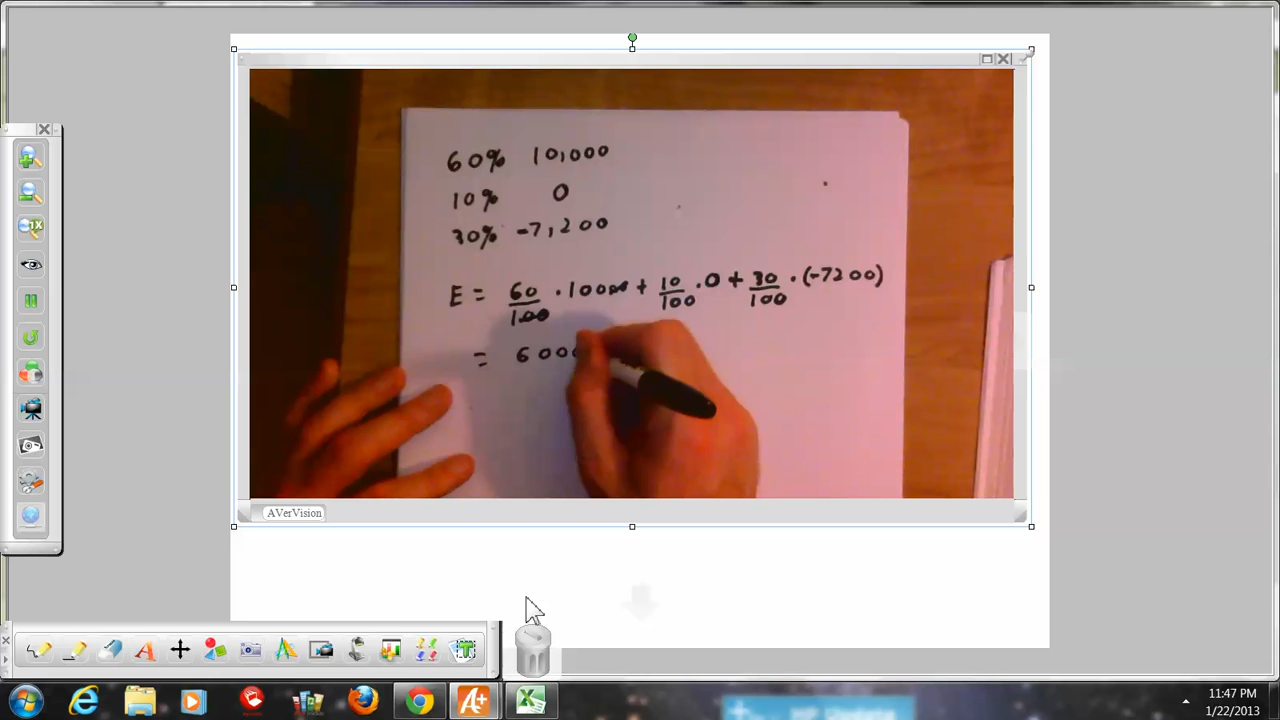 60% 10,000
10% 0
30% -7,200
E = 60/100 · 10000 + 10/100 · 0 + 30/100 · (-7200)
= 600
AVerVision
11:47 PM
1/22/2013